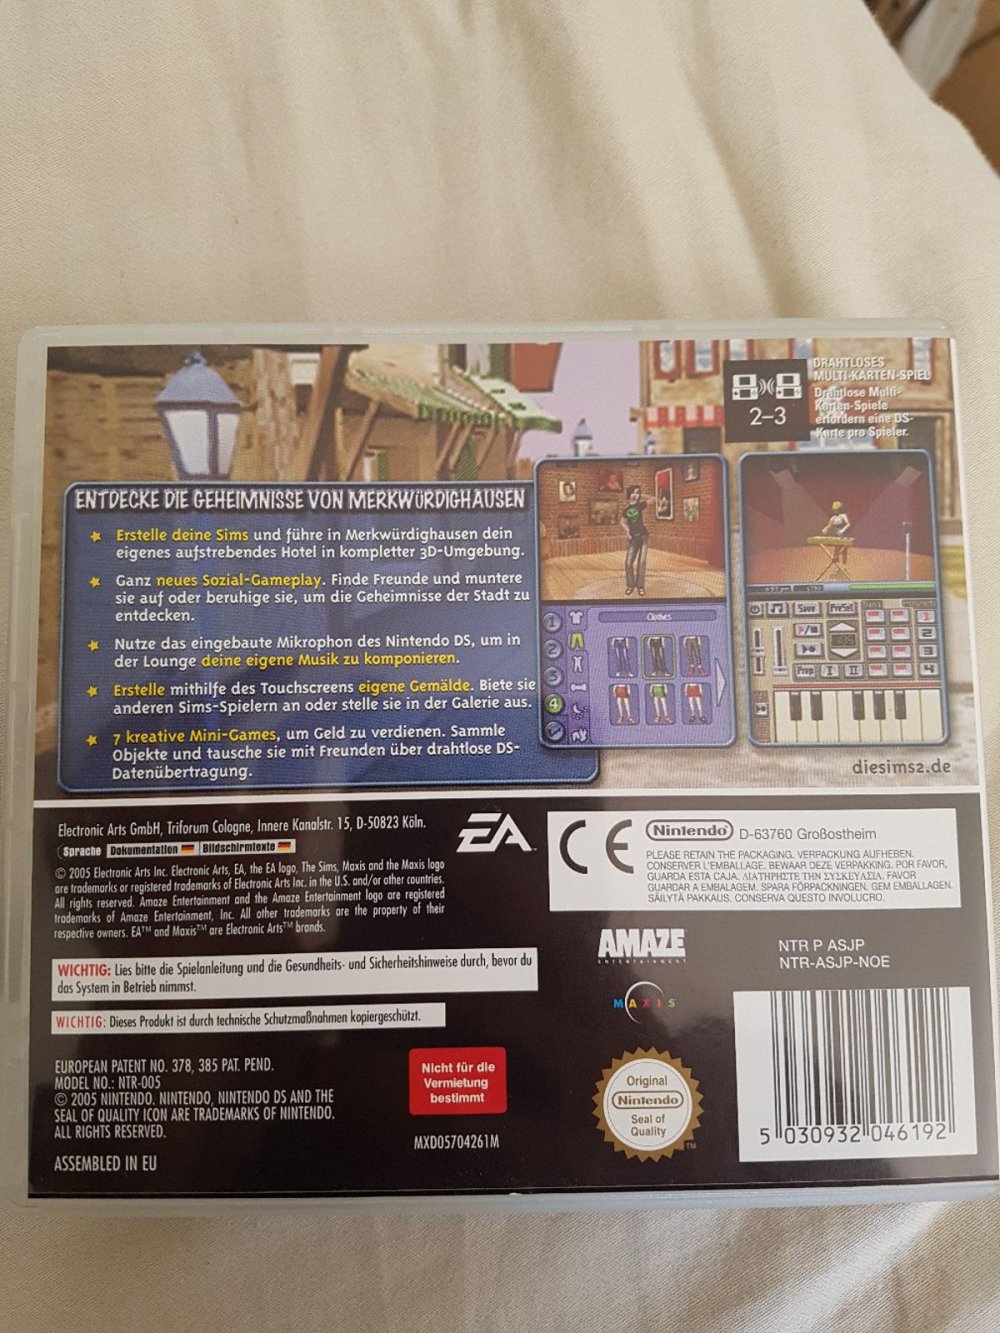 DRAHTLOSES
MULTI-KARTEN-SPIEL
Drahtlose Multi-
Karten-Spiele
erfordern eine DS-
Karte pro Spieler.
2–3
ENTDECKE DIE GEHEIMNISSE VON MERKWÜRDIGHAUSEN
Erstelle deine Sims und führe in Merkwürdighausen dein
eigenes aufstrebendes Hotel in kompletter 3D-Umgebung.
Ganz neues Sozial-Gameplay. Finde Freunde und muntere
sie auf oder beruhige sie, um die Geheimnisse der Stadt zu
entdecken.
Nutze das eingebaute Mikrophon des Nintendo DS, um in
der Lounge deine eigene Musik zu komponieren.
Erstelle mithilfe des Touchscreens eigene Gemälde. Biete sie
anderen Sims-Spielern an oder stelle sie in der Galerie aus.
7 kreative Mini-Games, um Geld zu verdienen. Sammle
Objekte und tausche sie mit Freunden über drahtlose DS-
Datenübertragung.
Clothes
1
2
3
4
Save PreSel
1
2
3
Prep I II 4
diesims2.de
Electronic Arts GmbH, Triforum Cologne, Innere Kanalstr. 15, D-50823 Köln.
Sprache Dokumentation Bildschirmtexte
© 2005 Electronic Arts Inc. Electronic Arts, EA, the EA logo, The Sims, Maxis and the Maxis logo
are trademarks or registered trademarks of Electronic Arts Inc. in the U.S. and/or other countries.
All rights reserved. Amaze Entertainment and the Amaze Entertainment logo are registered
trademarks of Amaze Entertainment, Inc. All other trademarks are the property of their
respective owners. EA™ and Maxis™ are Electronic Arts™ brands.
EA
CE
Nintendo D-63760 Großostheim
PLEASE RETAIN THE PACKAGING. VERPACKUNG AUFHEBEN.
CONSERVER L'EMBALLAGE. BEWAAR DEZE VERPAKKING. POR FAVOR,
GUARDA ESTA CAJA. ΔΙΑΤΗΡΗΣΤΕ ΤΗΝ ΣΥΣΚΕΥΑΣΙΑ. FAVOR
GUARDAR A EMBALAGEM. SPARA FÖRPACKNINGEN. GEM EMBALLAGEN.
SÄILYTÄ PAKKAUS. CONSERVA QUESTO INVOLUCRO.
WICHTIG: Lies bitte die Spielanleitung und die Gesundheits- und Sicherheitshinweise durch, bevor du
das System in Betrieb nimmst.
WICHTIG: Dieses Produkt ist durch technische Schutzmaßnahmen kopiergeschützt.
AMAZE
ENTERTAINMENT
MAXIS
NTR P ASJP
NTR-ASJP-NOE
EUROPEAN PATENT NO. 378, 385 PAT. PEND.
MODEL NO.: NTR-005
© 2005 NINTENDO. NINTENDO, NINTENDO DS AND THE
SEAL OF QUALITY ICON ARE TRADEMARKS OF NINTENDO.
ALL RIGHTS RESERVED.
ASSEMBLED IN EU
Nicht für die
Vermietung
bestimmt
MXD05704261M
Original
Nintendo
Seal of
Quality
TM
5 030932 046192